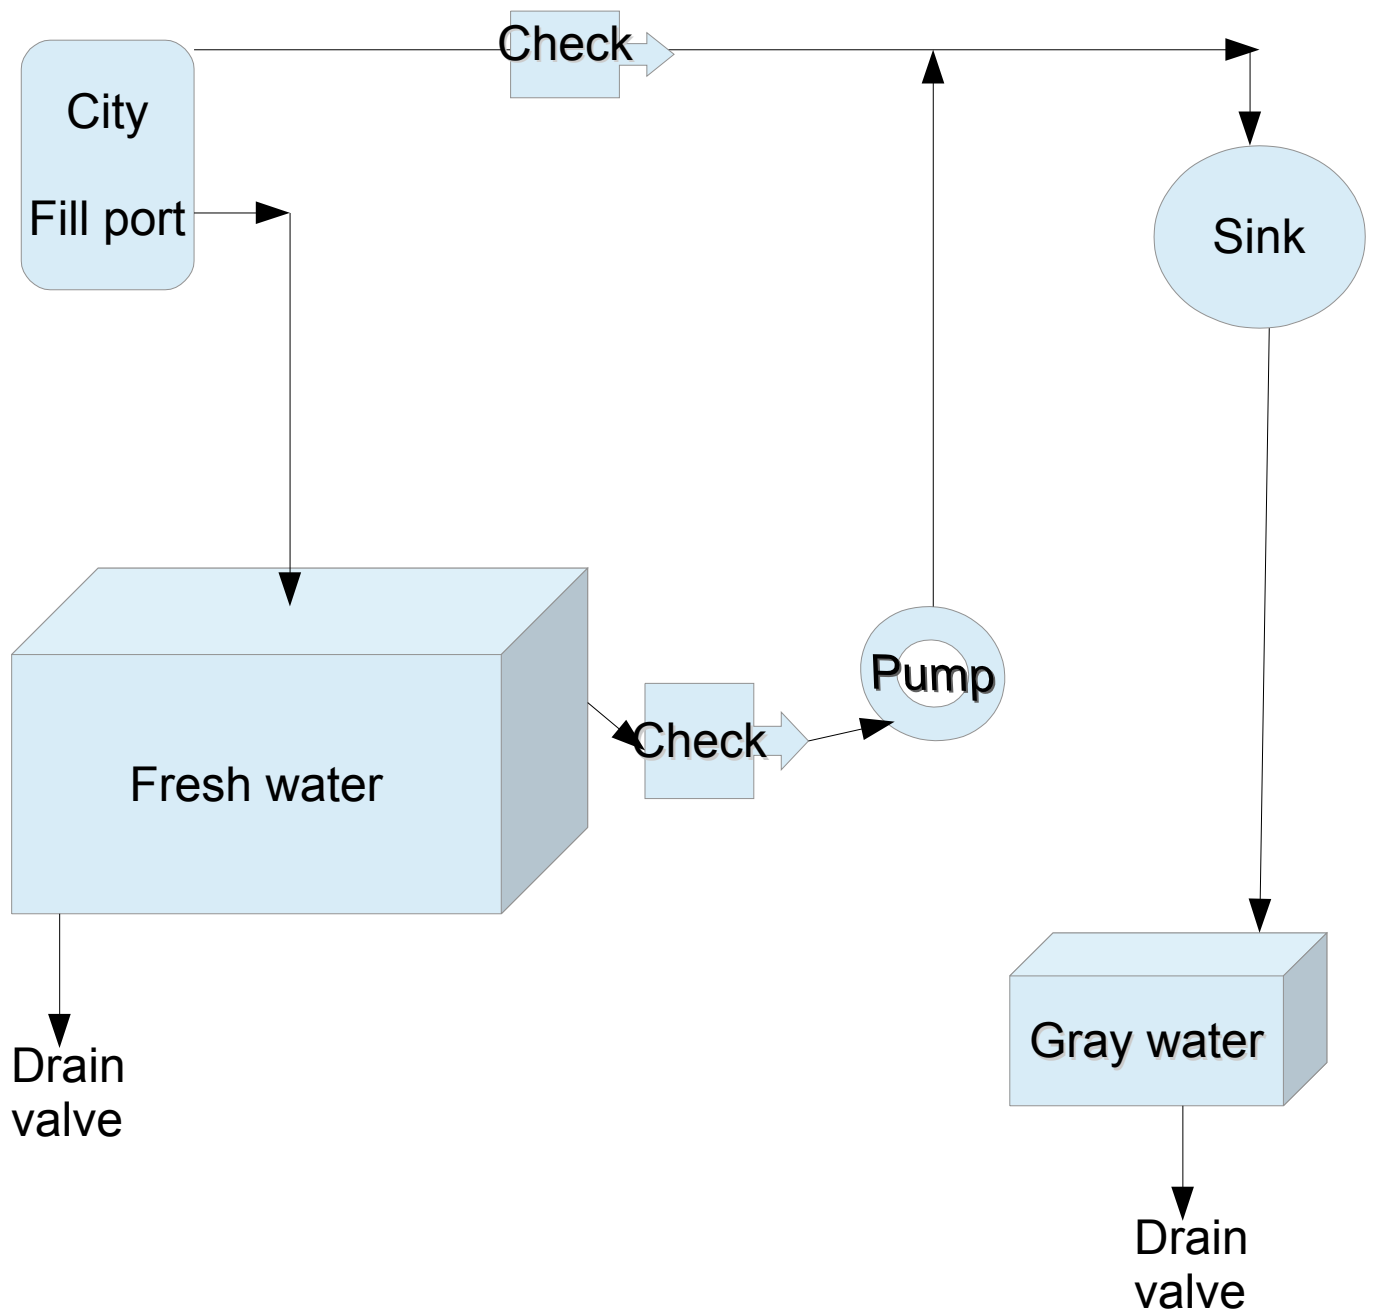 Check
City
Fill port
Sink
Pump
Check
Fresh water
Gray water
Drain
valve
Drain
valve